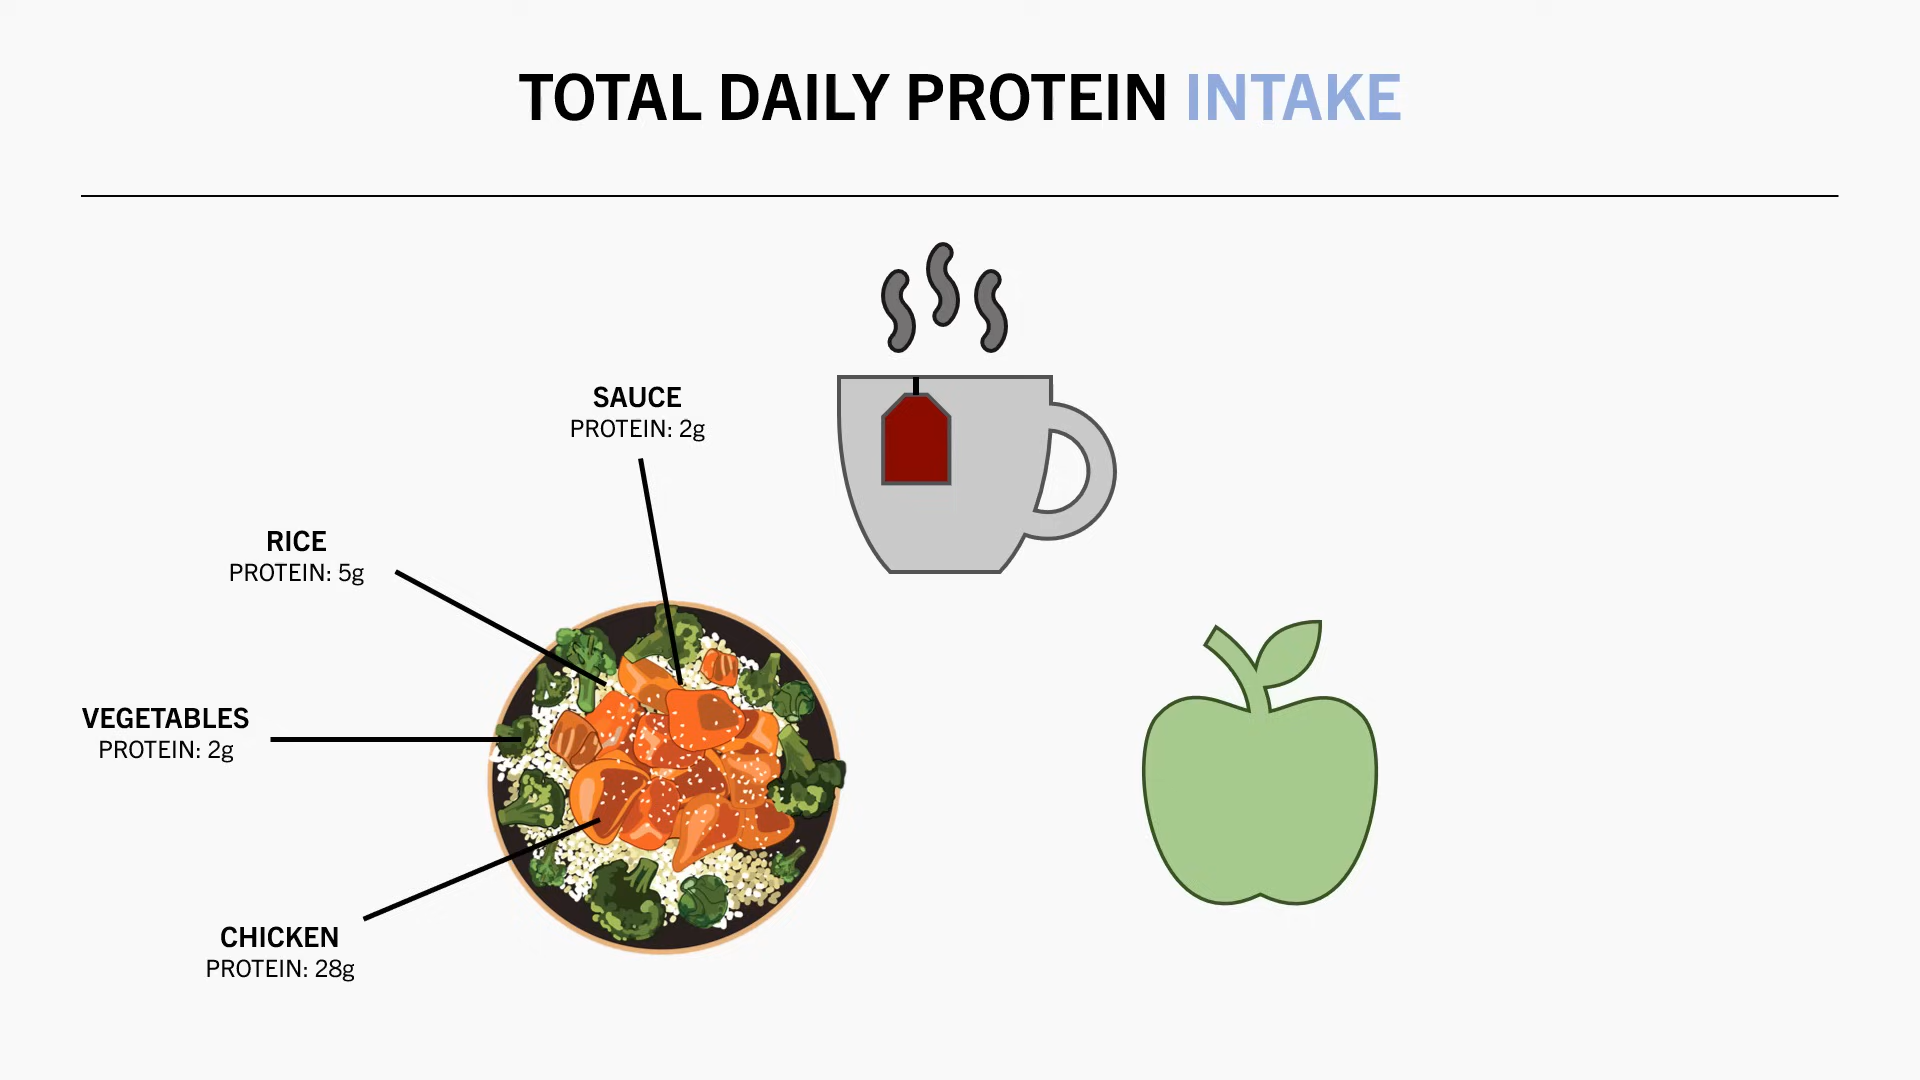 TOTAL DAILY PROTEIN INTAKE
SAUCE
PROTEIN: 2g
RICE
PROTEIN: 5g
VEGETABLES
PROTEIN: 2g
CHICKEN
PROTEIN: 28g